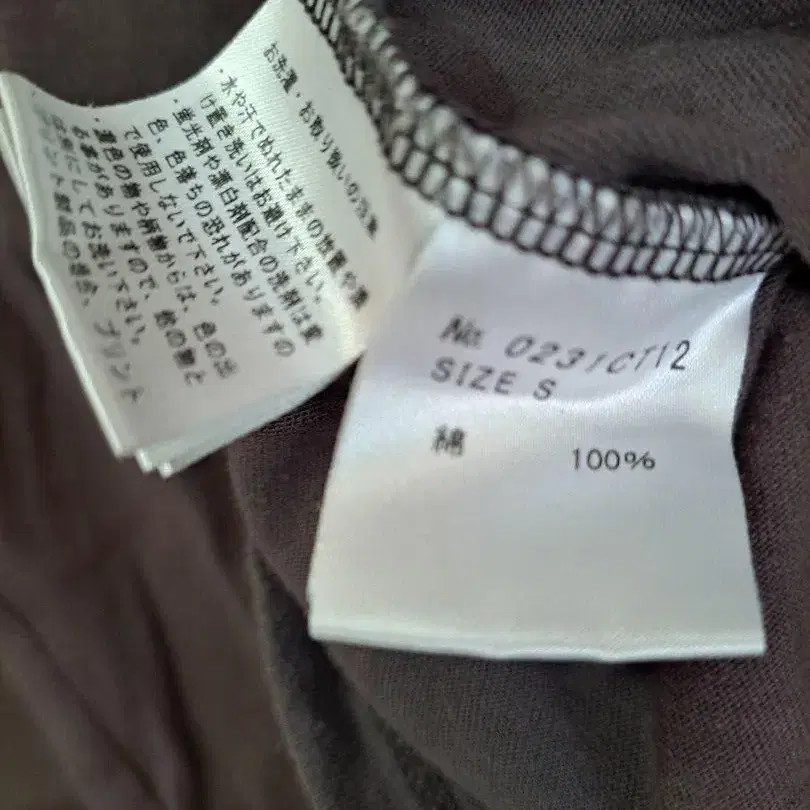 お洗濯・お取り扱いの注意
・水や汗でぬれたままの放置や漬
け置き洗いはお避け下さい。
・蛍光剤や漂白剤配合の洗剤は変
色、色落ちの恐れがありますの
で使用しないで下さい。
・濃色の物や柄物からは、色の出
る事がありますので、他の物と
は別にしてお洗い下さい。
プリント部品の場合、プリント
No. 0231CT12
SIZE S
綿 100%